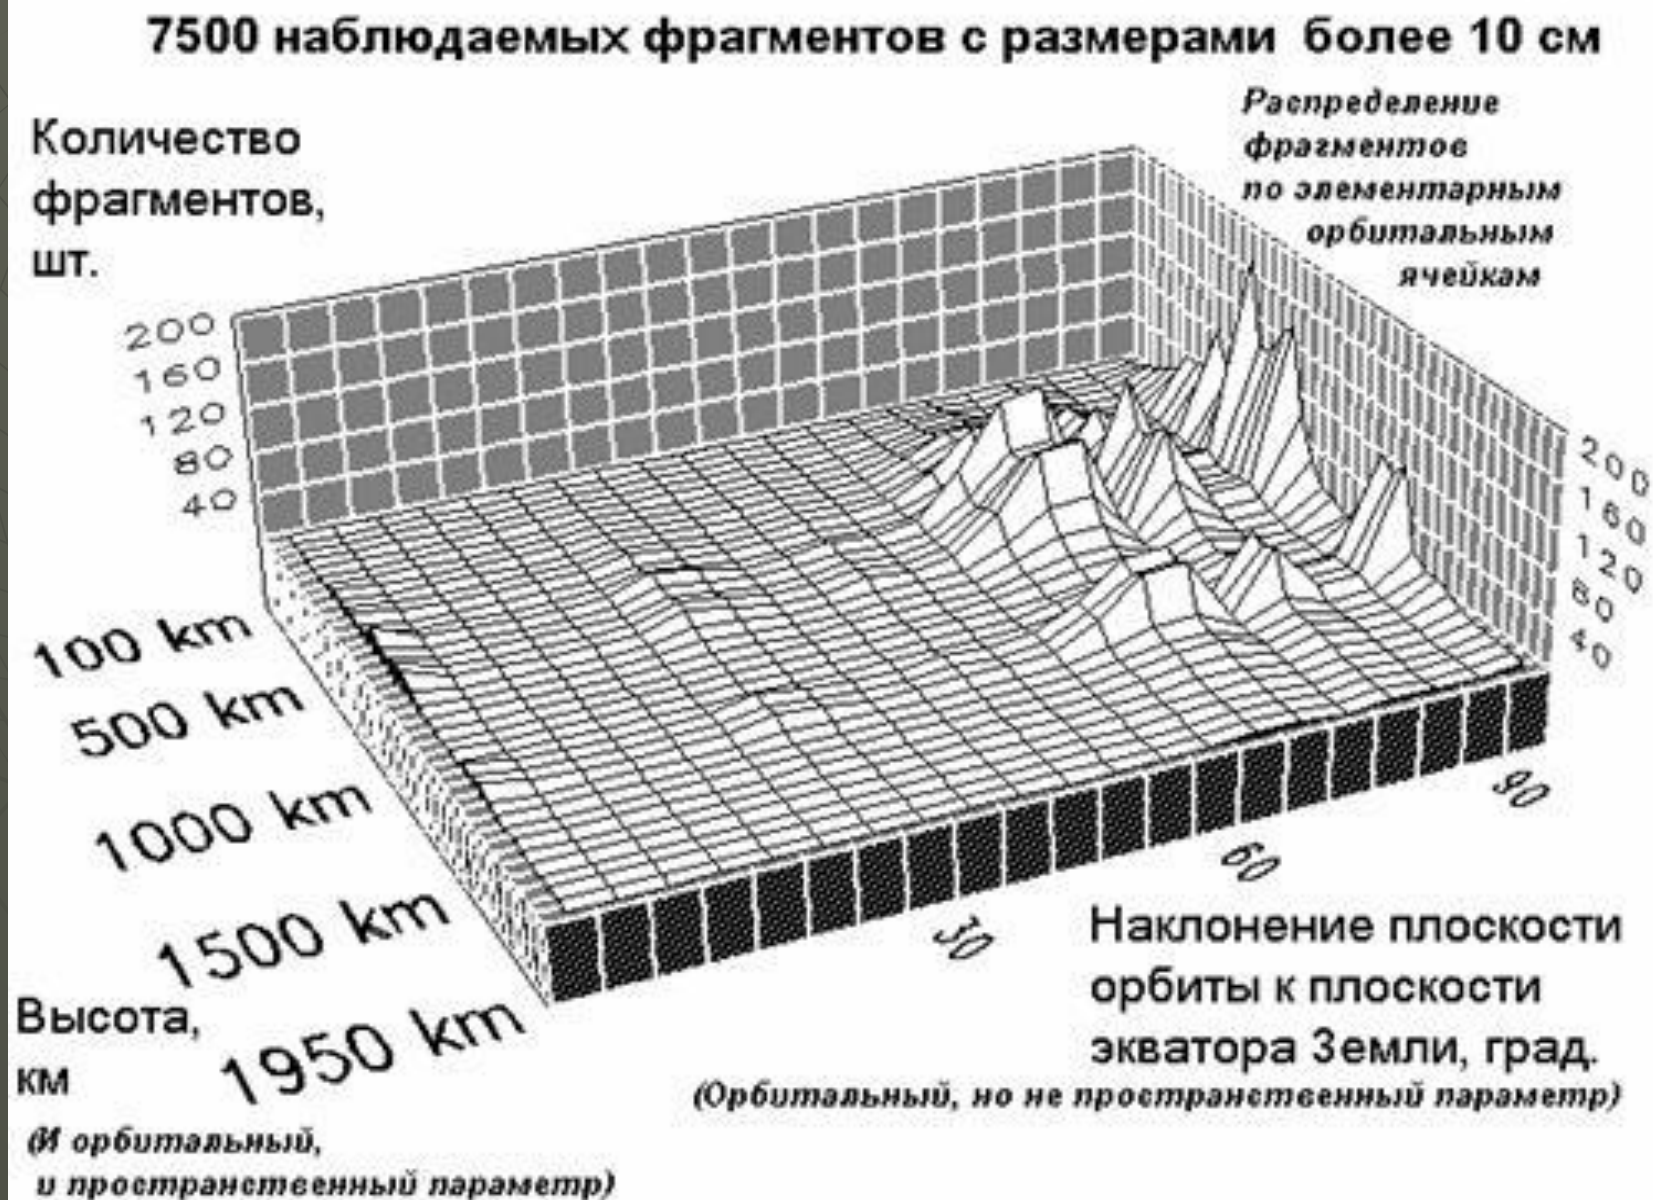 7500 наблюдаемых фрагментов с размерами более 10 см
Распределение
фрагментов
по элементарным
орбитальным
ячейкам
Количество
фрагментов,
шт.
200
160
120
80
40
200
160
120
80
40
100 km
500 km
1000 km
1500 km
1950 km
30
60
90
Высота,
км
(И орбитальный,
и пространственный параметр)
Наклонение плоскости
орбиты к плоскости
экватора Земли, град.
(Орбитальный, но не пространственный параметр)